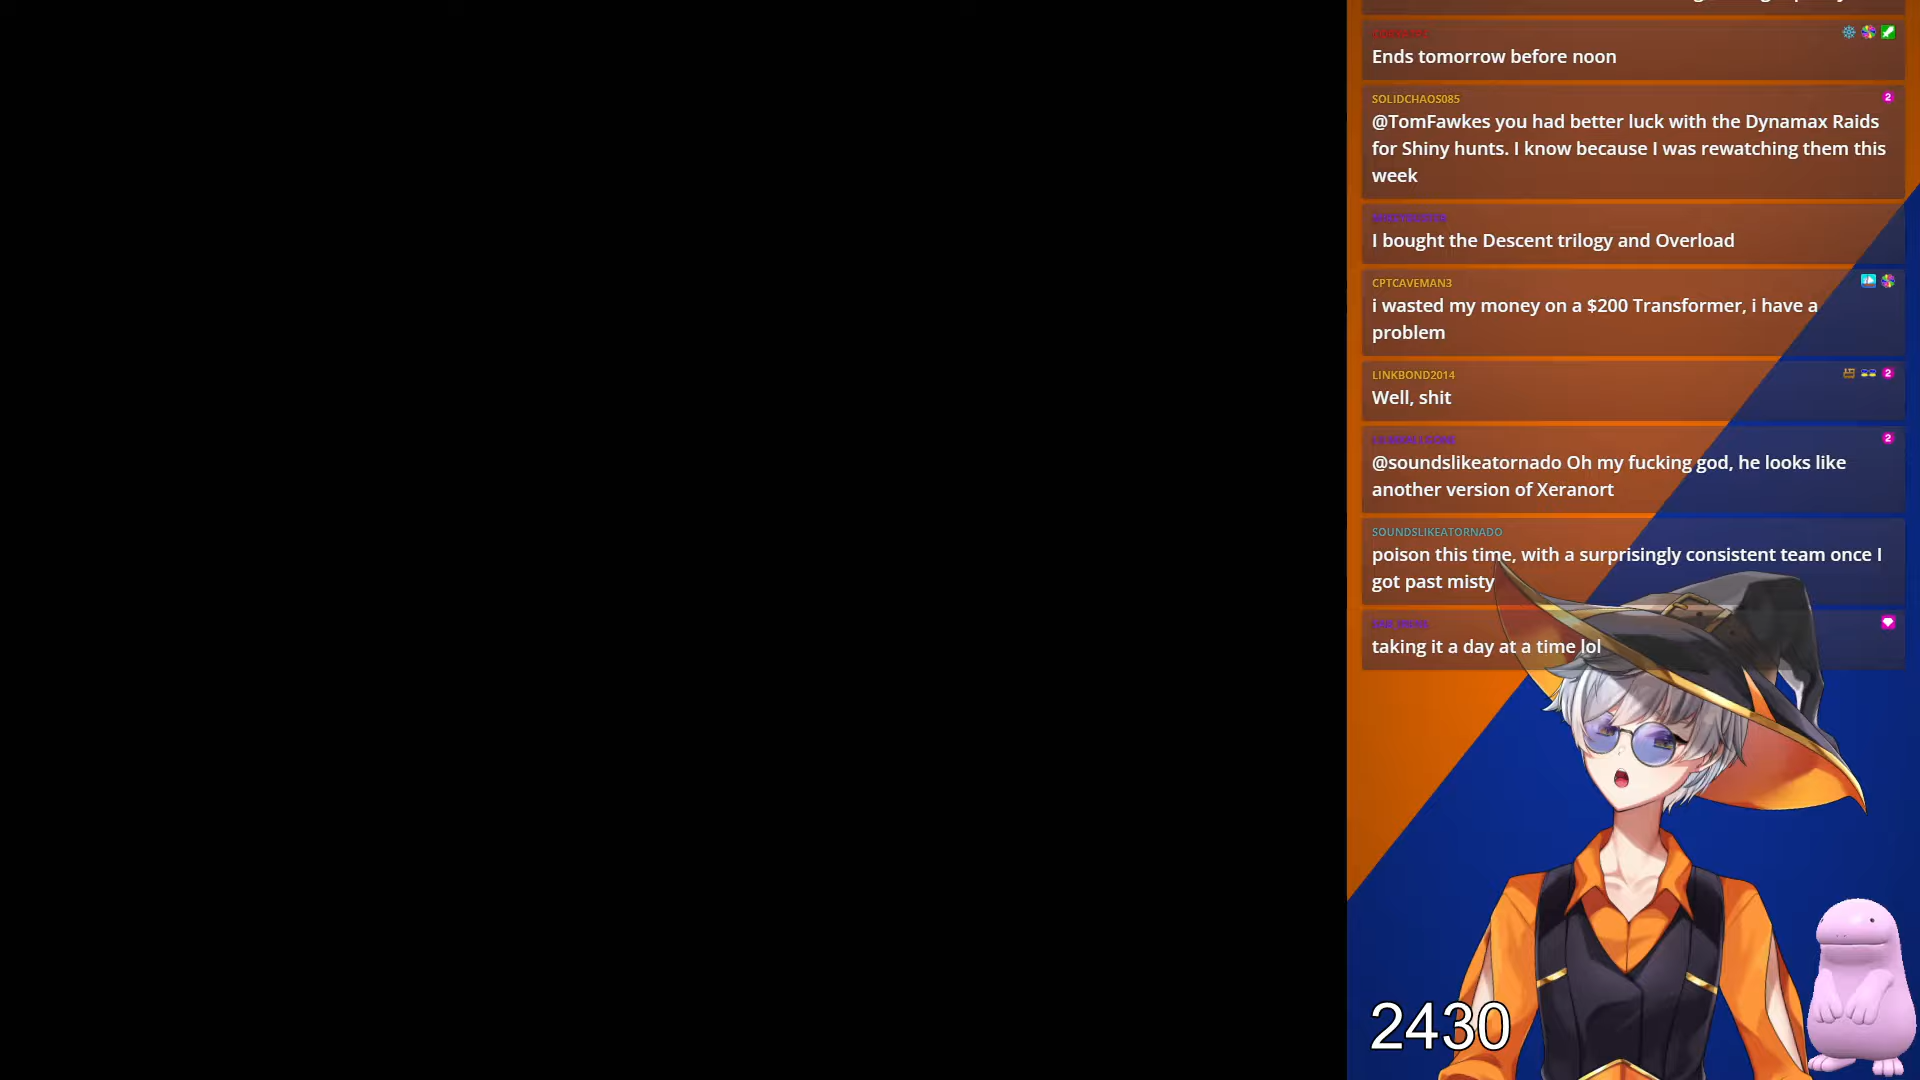 Ends tomorrow before noon
SOLIDCHAOS085
2
@TomFawkes you had better luck with the Dynamax Raids
for Shiny hunts. I know because I was rewatching them this
week
I bought the Descent trilogy and Overload
CPTCAVEMAN3
i wasted my money on a $200 Transformer, i have a
problem
LINKBOND2014
2
Well, shit
2
@soundslikeatornado Oh my fucking god, he looks like
another version of Xeranort
SOUNDSLIKEATORNADO
poison this time, with a surprisingly consistent team once I
got past misty
taking it a day at a time lol
2430